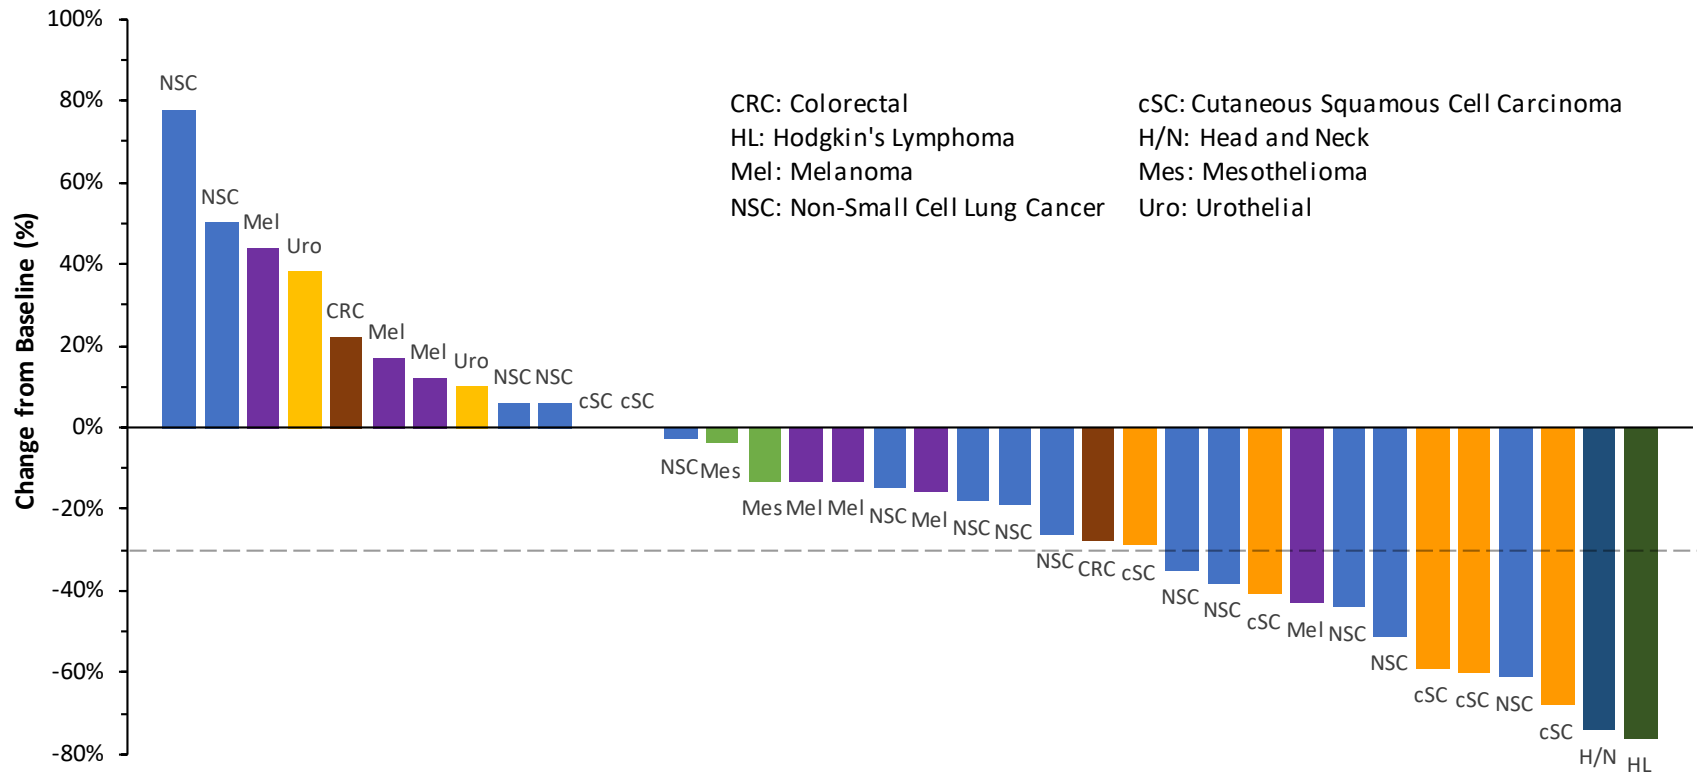 100%
80%
60%
40%
20%
0%
-20%
-40%
-60%
-80%
Change from Baseline (%)
CRC: Colorectal
HL: Hodgkin's Lymphoma
Mel: Melanoma
NSC: Non-Small Cell Lung Cancer
cSC: Cutaneous Squamous Cell Carcinoma
H/N: Head and Neck
Mes: Mesothelioma
Uro: Urothelial
NSC
NSC
Mel
Uro
CRC
Mel
Mel
Uro
NSC
NSC
cSC
cSC
NSC
Mes
Mes
Mel
Mel
NSC
Mel
NSC
NSC
NSC
CRC
cSC
NSC
NSC
cSC
Mel
NSC
NSC
cSC
cSC
NSC
cSC
H/N
HL